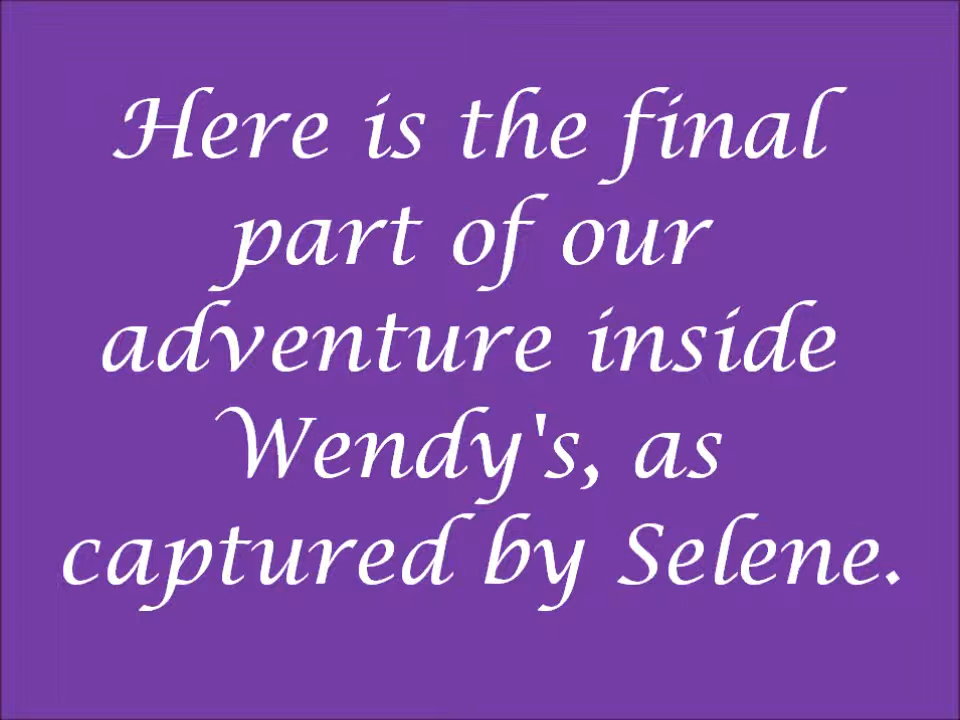 Here is the final
part of our
adventure inside
Wendy's, as
captured by Selene.